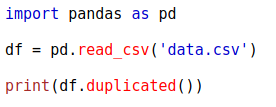 import pandas as pd
df = pd.read_csv('data.csv')
print(df.duplicated())